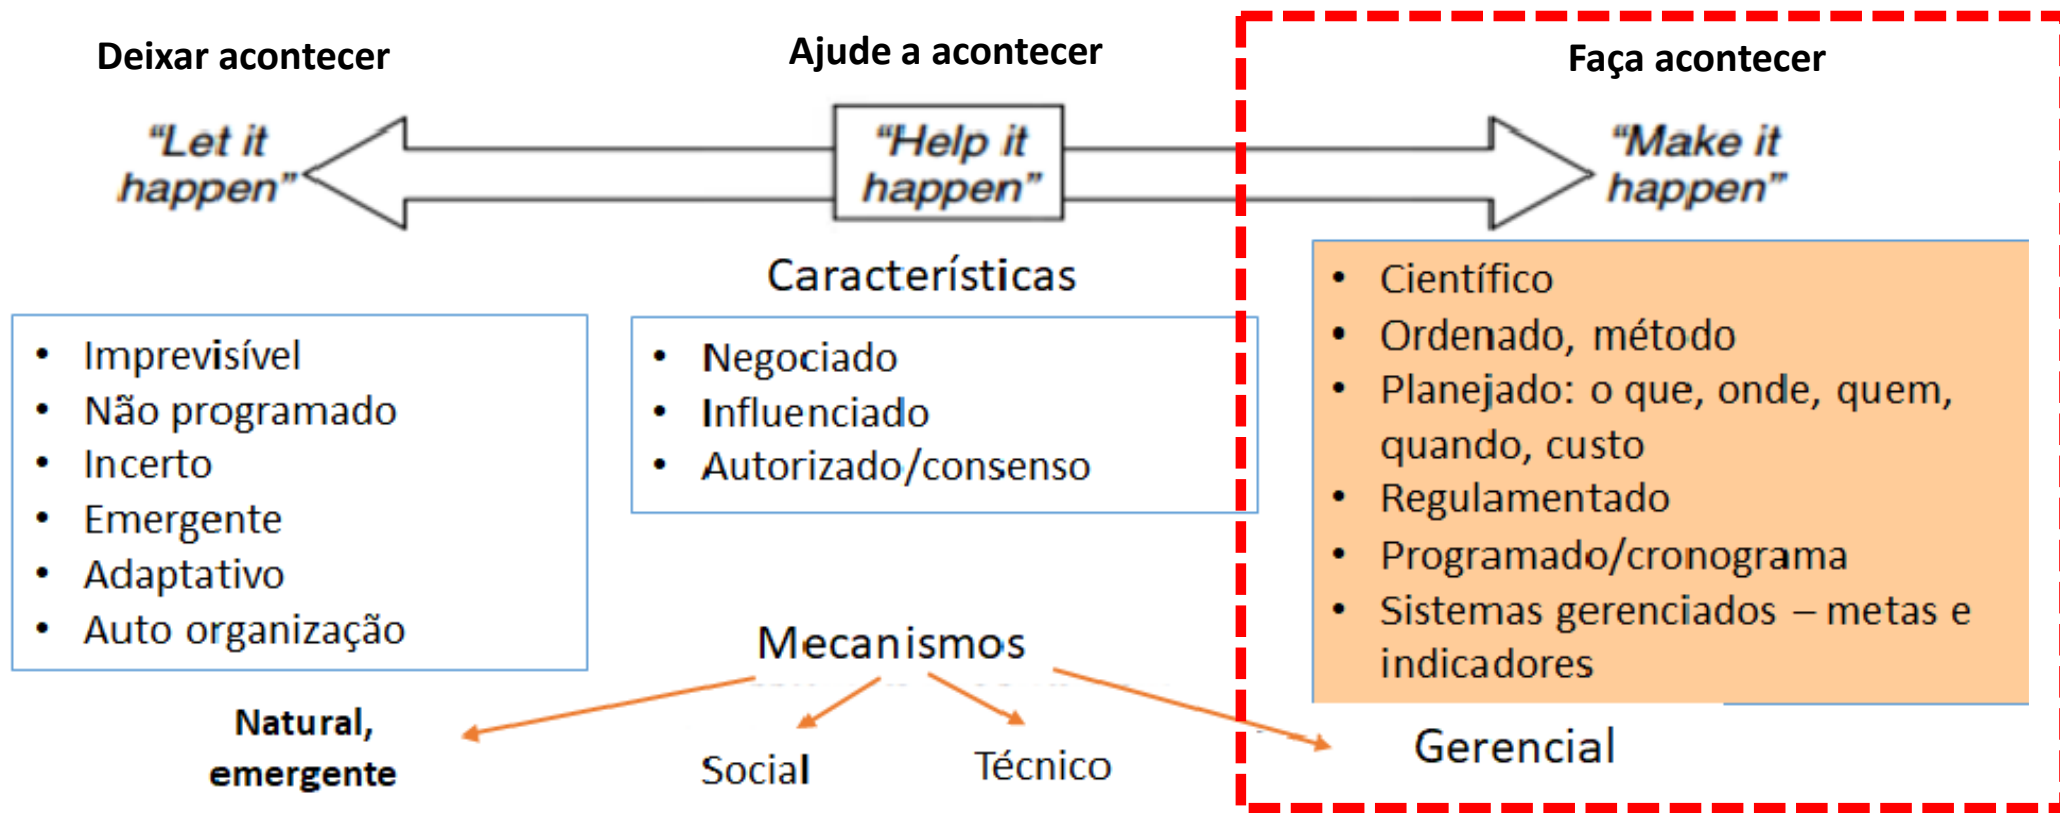 Deixar acontecer
Ajude a acontecer
Faça acontecer
“Let it
happen”
“Help it
happen”
“Make it
happen”
Características
• Imprevisível
• Não programado
• Incerto
• Emergente
• Adaptativo
• Auto organização
• Negociado
• Influenciado
• Autorizado/consenso
• Científico
• Ordenado, método
• Planejado: o que, onde, quem,
quando, custo
• Regulamentado
• Programado/cronograma
• Sistemas gerenciados – metas e
indicadores
Mecanismos
Natural,
emergente
Social
Técnico
Gerencial